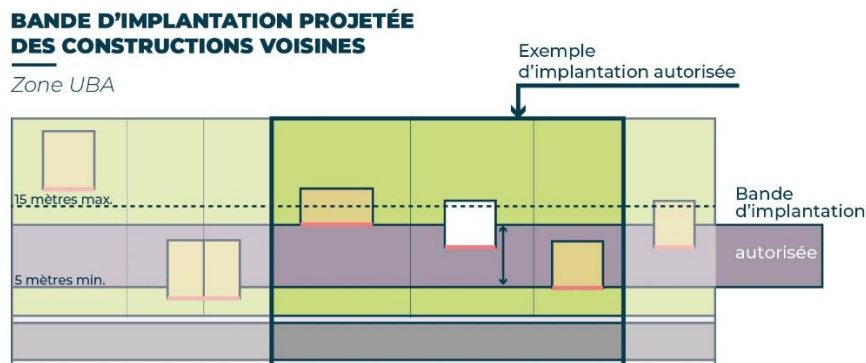 BANDE D'IMPLANTATION PROJETÉE
DES CONSTRUCTIONS VOISINES
Zone UBA
Exemple
d'implantation autorisée
15 mètres max.
5 mètres min.
Bande
d'implantation
autorisée